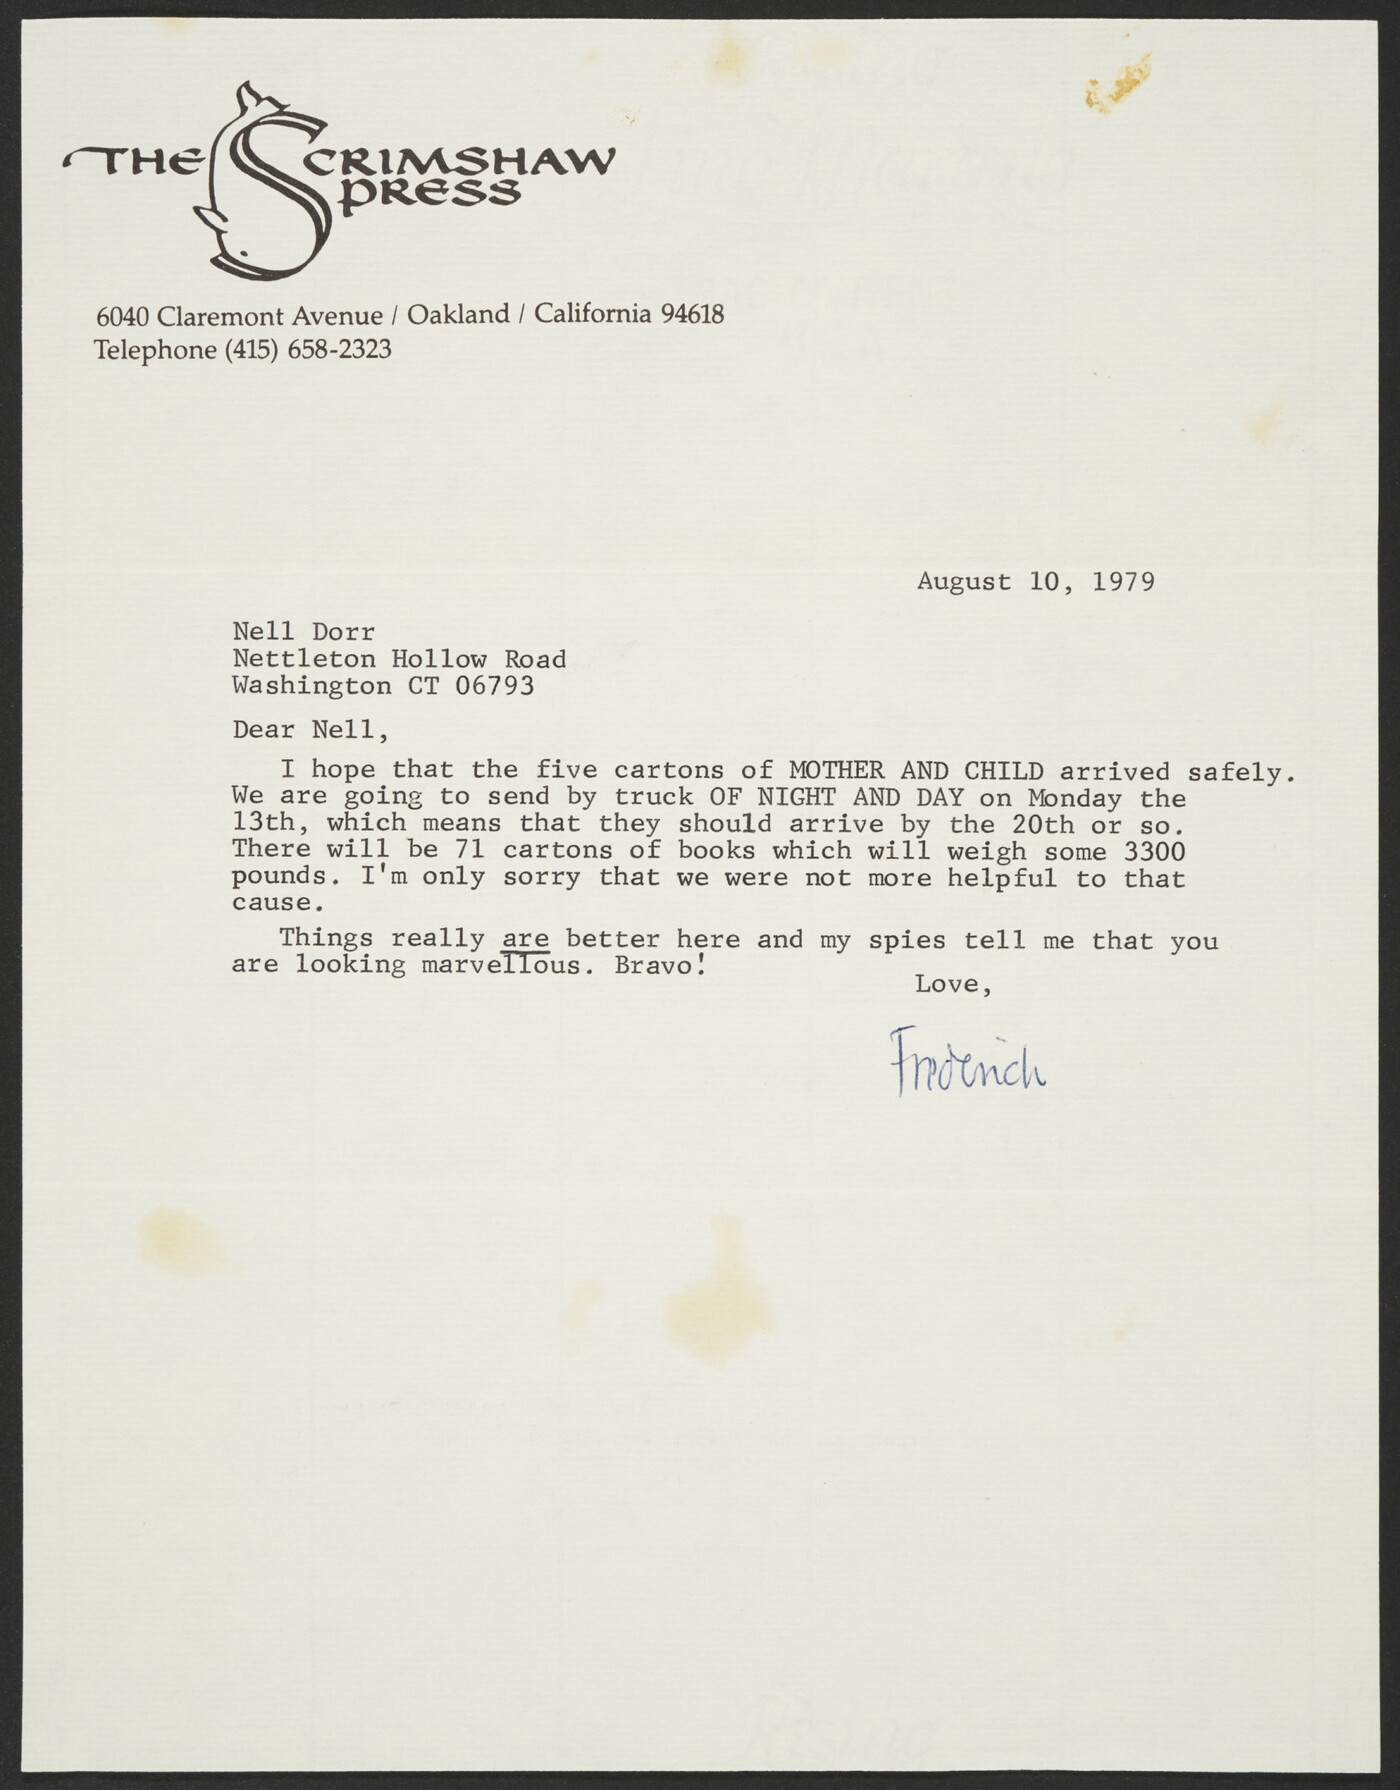 THE SCRIMSHAW
PRESS
6040 Claremont Avenue / Oakland / California 94618
Telephone (415) 658-2323
August 10, 1979
Nell Dorr
Nettleton Hollow Road
Washington CT 06793
Dear Nell,
I hope that the five cartons of MOTHER AND CHILD arrived safely.
We are going to send by truck OF NIGHT AND DAY on Monday the
13th, which means that they should arrive by the 20th or so.
There will be 71 cartons of books which will weigh some 3300
pounds. I'm only sorry that we were not more helpful to that
cause.
Things really are better here and my spies tell me that you
are looking marvellous. Bravo!
Love,
Frederich